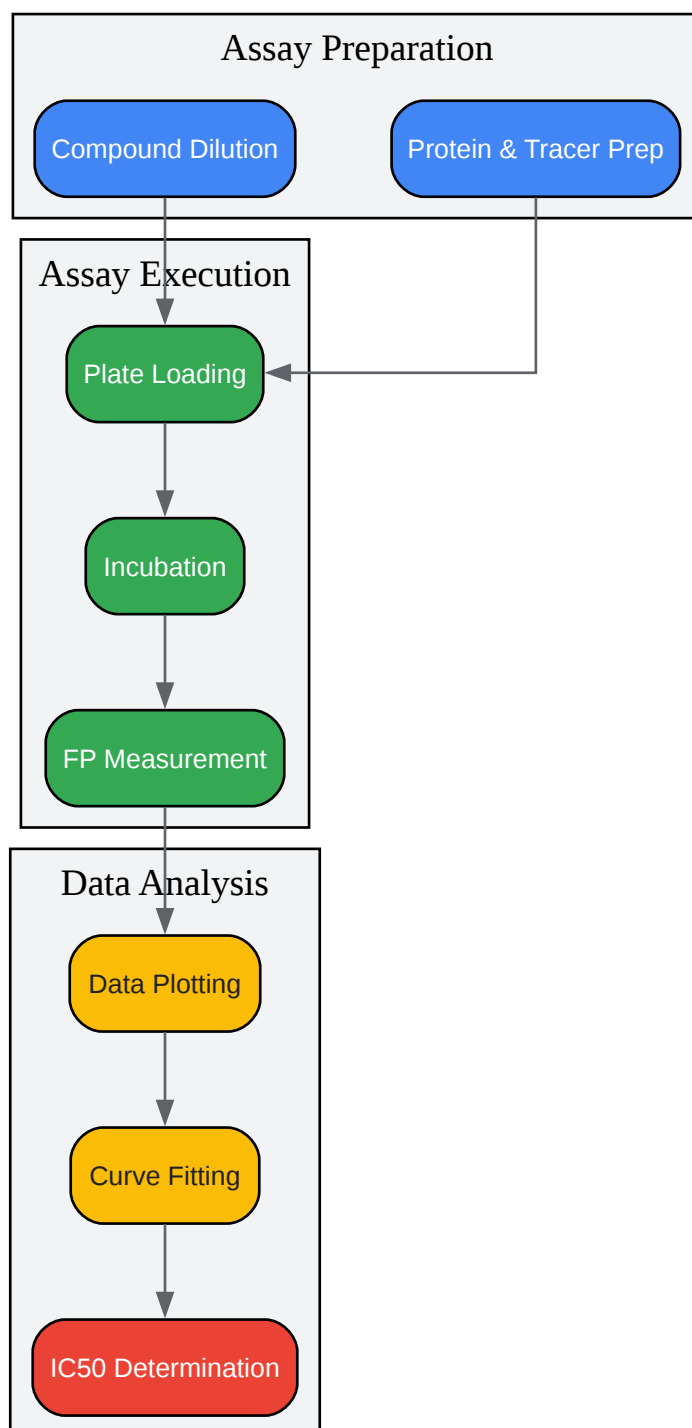 Assay Preparation
Compound Dilution
Protein & Tracer Prep
Assay Execution
Plate Loading
Incubation
FP Measurement
Data Analysis
Data Plotting
Curve Fitting
IC50 Determination